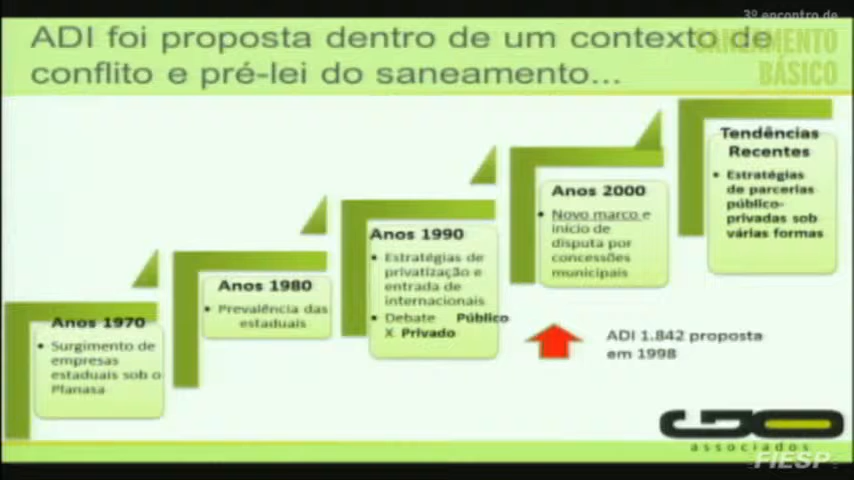 3º encontro de
SANEAMENTO
BÁSICO
ADI foi proposta dentro de um contexto de
conflito e pré-lei do saneamento...
Anos 1970
• Surgimento de
empresas
estaduais sob o
Planasa
Anos 1980
• Prevalência das
estaduais
Anos 1990
• Estratégias de
privatização e
entrada de
internacionais
• Debate Público
X Privado
Anos 2000
• Novo marco e
início de
disputa por
concessões
municipais
Tendências
Recentes
• Estratégias
de parcerias
público-
privadas sob
várias formas
ADI 1.842 proposta
em 1998
GO
associados
FIESP